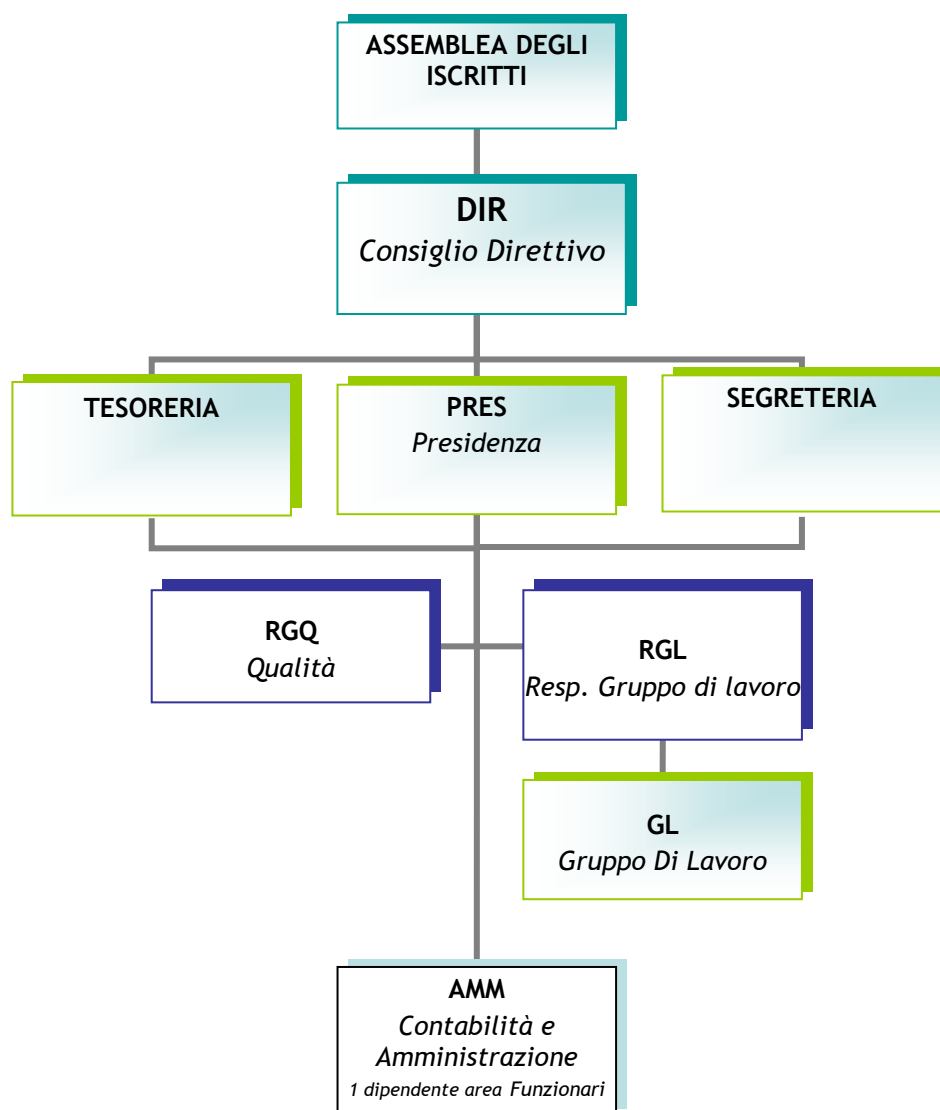 ASSEMBLEA DEGLI
ISCRITTI
DIR
Consiglio Direttivo
TESORERIA
PRES
Presidenza
SEGRETERIA
RGQ
Qualità
RGL
Resp. Gruppo di lavoro
GL
Gruppo Di Lavoro
AMM
Contabilità e
Amministrazione
1 dipendente area Funzionari